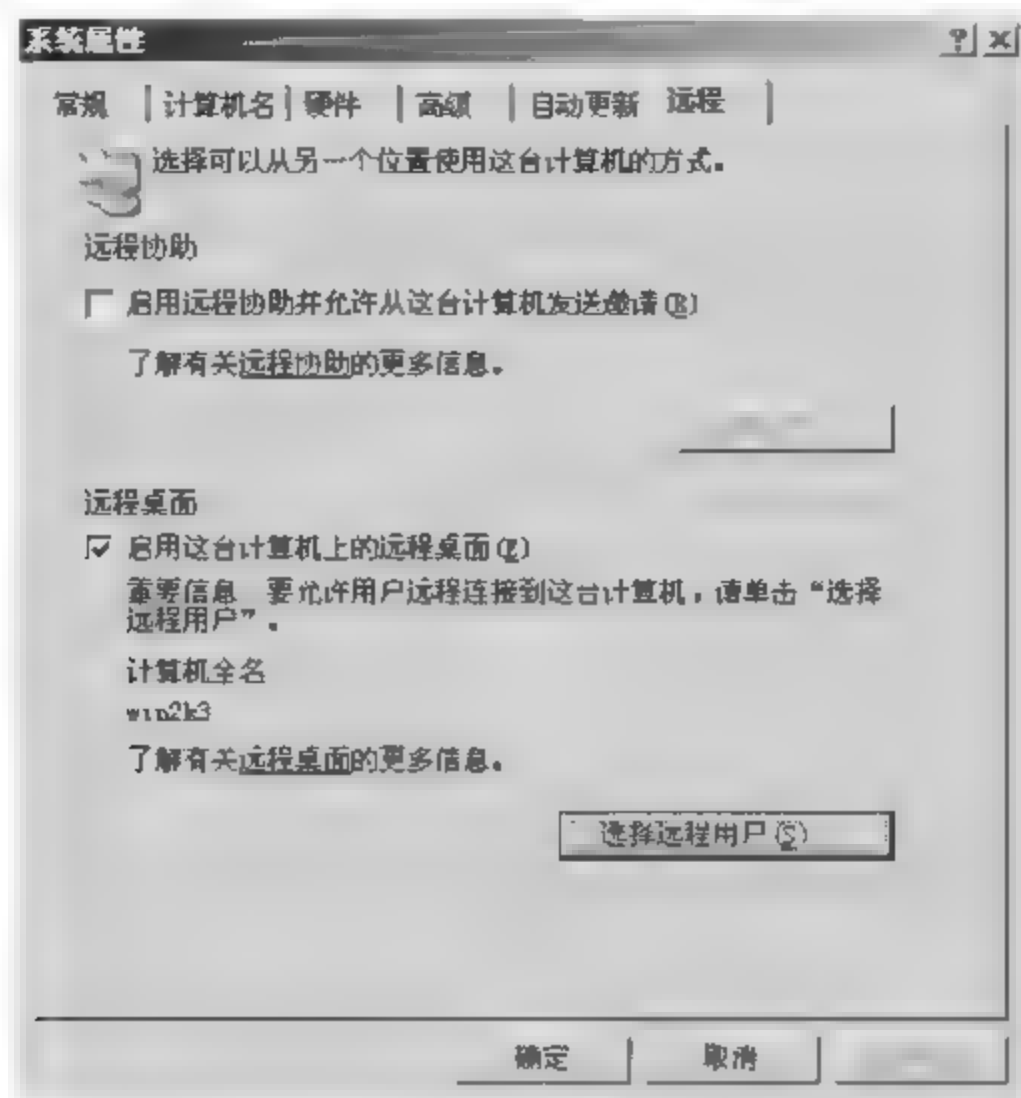 系统属性
常规 计算机名 硬件 高级 自动更新 远程
选择可以从另一个位置使用这台计算机的方式。
远程协助
启用远程协助并允许从这台计算机发送邀请(R)
了解有关远程协助的更多信息。
远程桌面
启用这台计算机上的远程桌面(E)
重要信息 要允许用户远程连接到这台计算机，请单击“选择
远程用户”。
计算机全名
win2k3
了解有关远程桌面的更多信息。
选择远程用户(S)
确定 取消